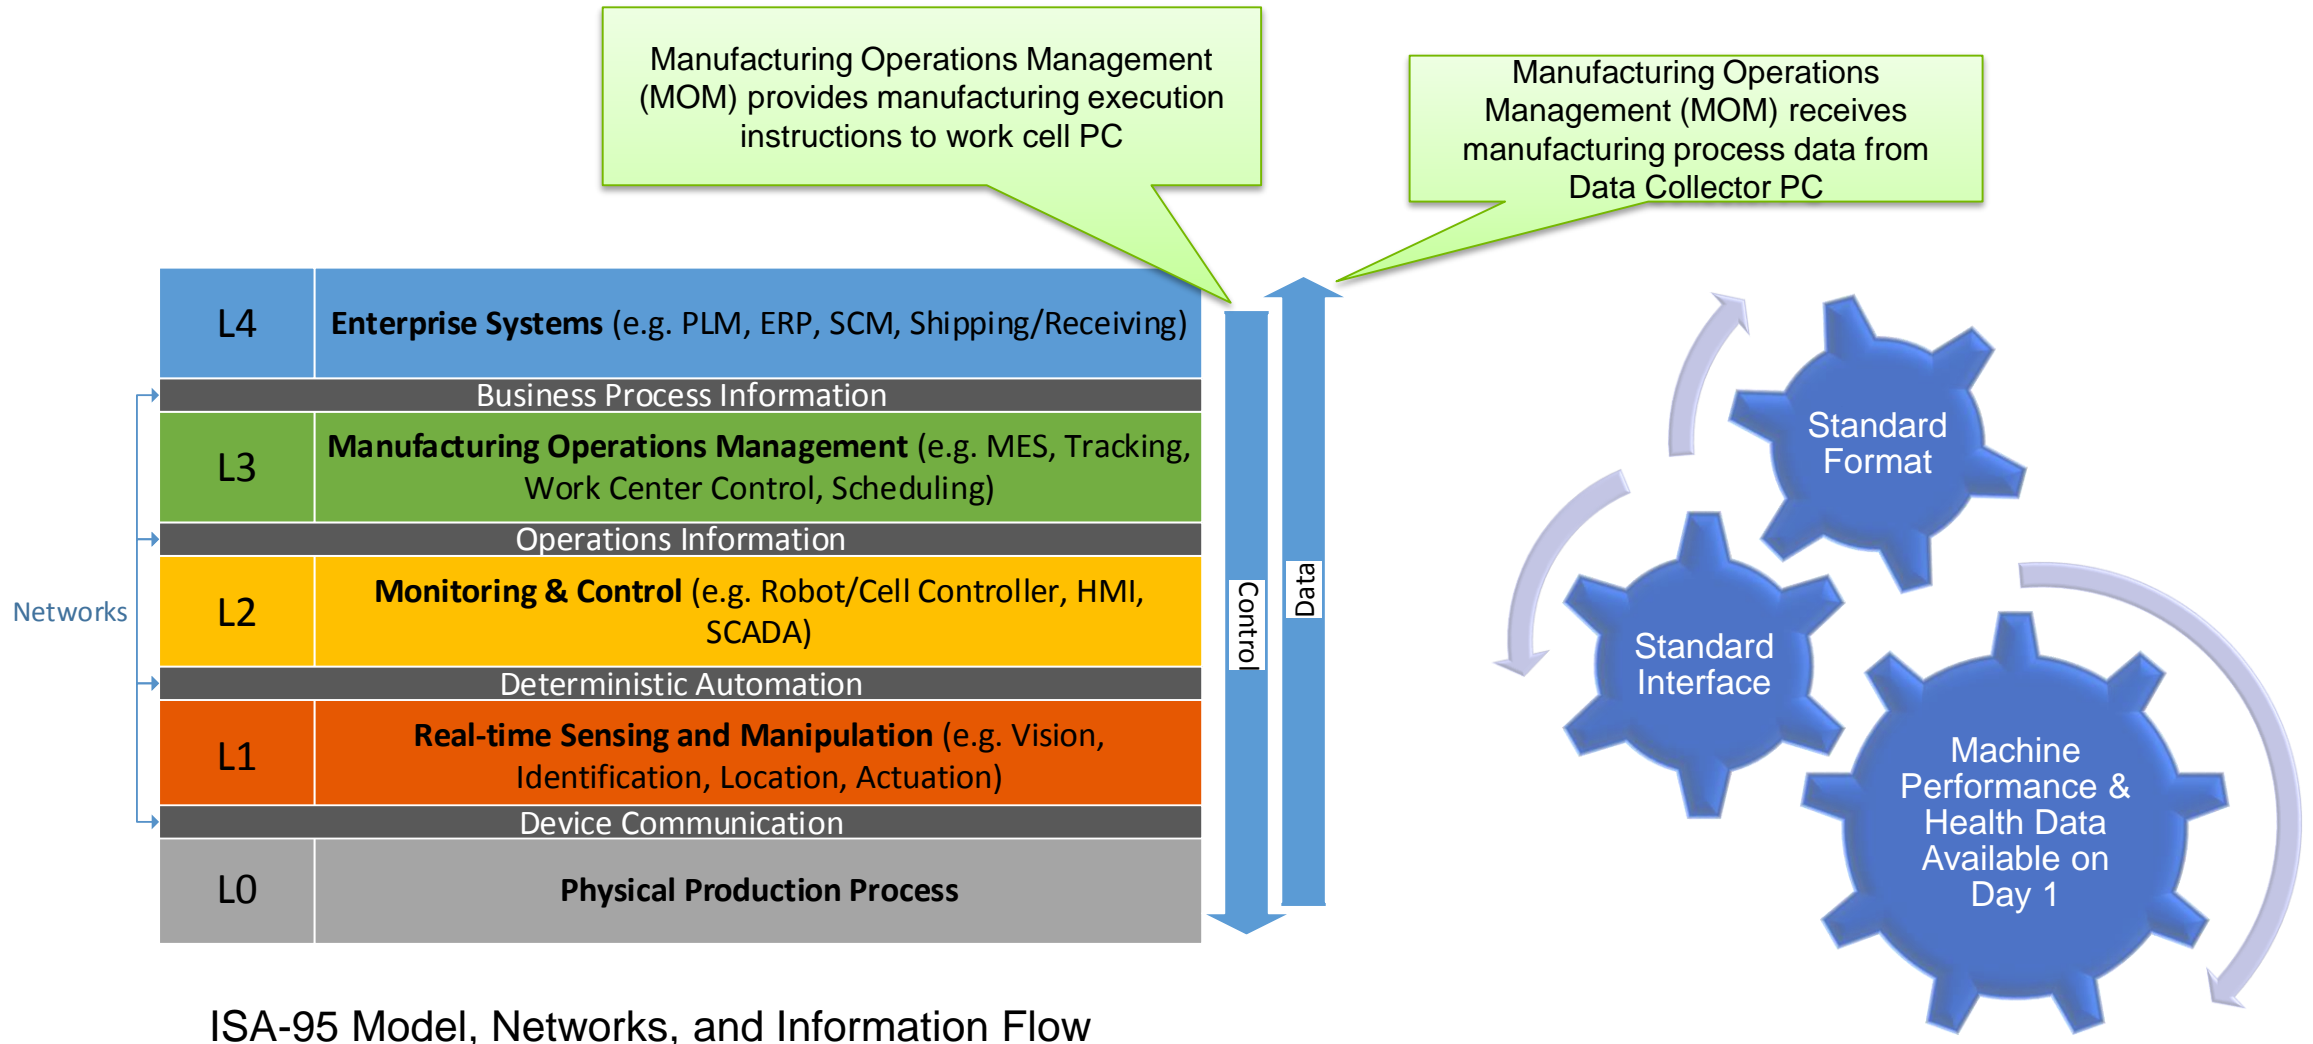 Manufacturing Operations Management
(MOM) provides manufacturing execution
instructions to work cell PC
Manufacturing Operations
Management (MOM) receives
manufacturing process data from
Data Collector PC
L4
Enterprise Systems (e.g. PLM, ERP, SCM, Shipping/Receiving)
Business Process Information
L3
Manufacturing Operations Management (e.g. MES, Tracking,
Work Center Control, Scheduling)
Operations Information
L2
Monitoring & Control (e.g. Robot/Cell Controller, HMI,
SCADA)
Networks
Deterministic Automation
L1
Real-time Sensing and Manipulation (e.g. Vision,
Identification, Location, Actuation)
Device Communication
L0
Physical Production Process
Control
Data
Standard
Format
Standard
Interface
Machine
Performance &
Health Data
Available on
Day 1
ISA-95 Model, Networks, and Information Flow